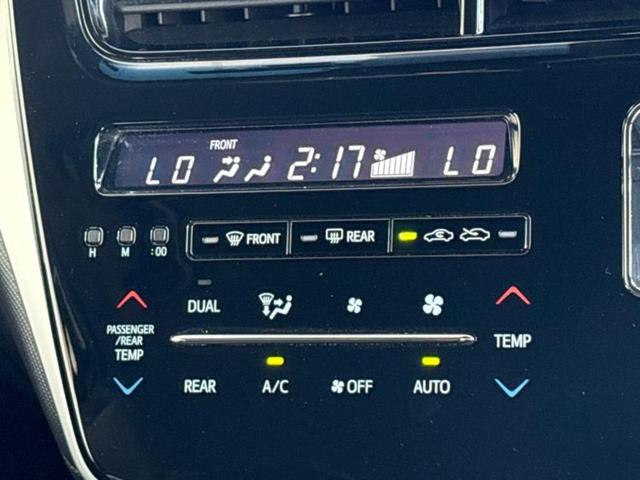 FRONT
LO 2:17 LO
H M :00 FRONT REAR
DUAL
PASSENGER
/REAR
TEMP
TEMP
REAR A/C OFF AUTO